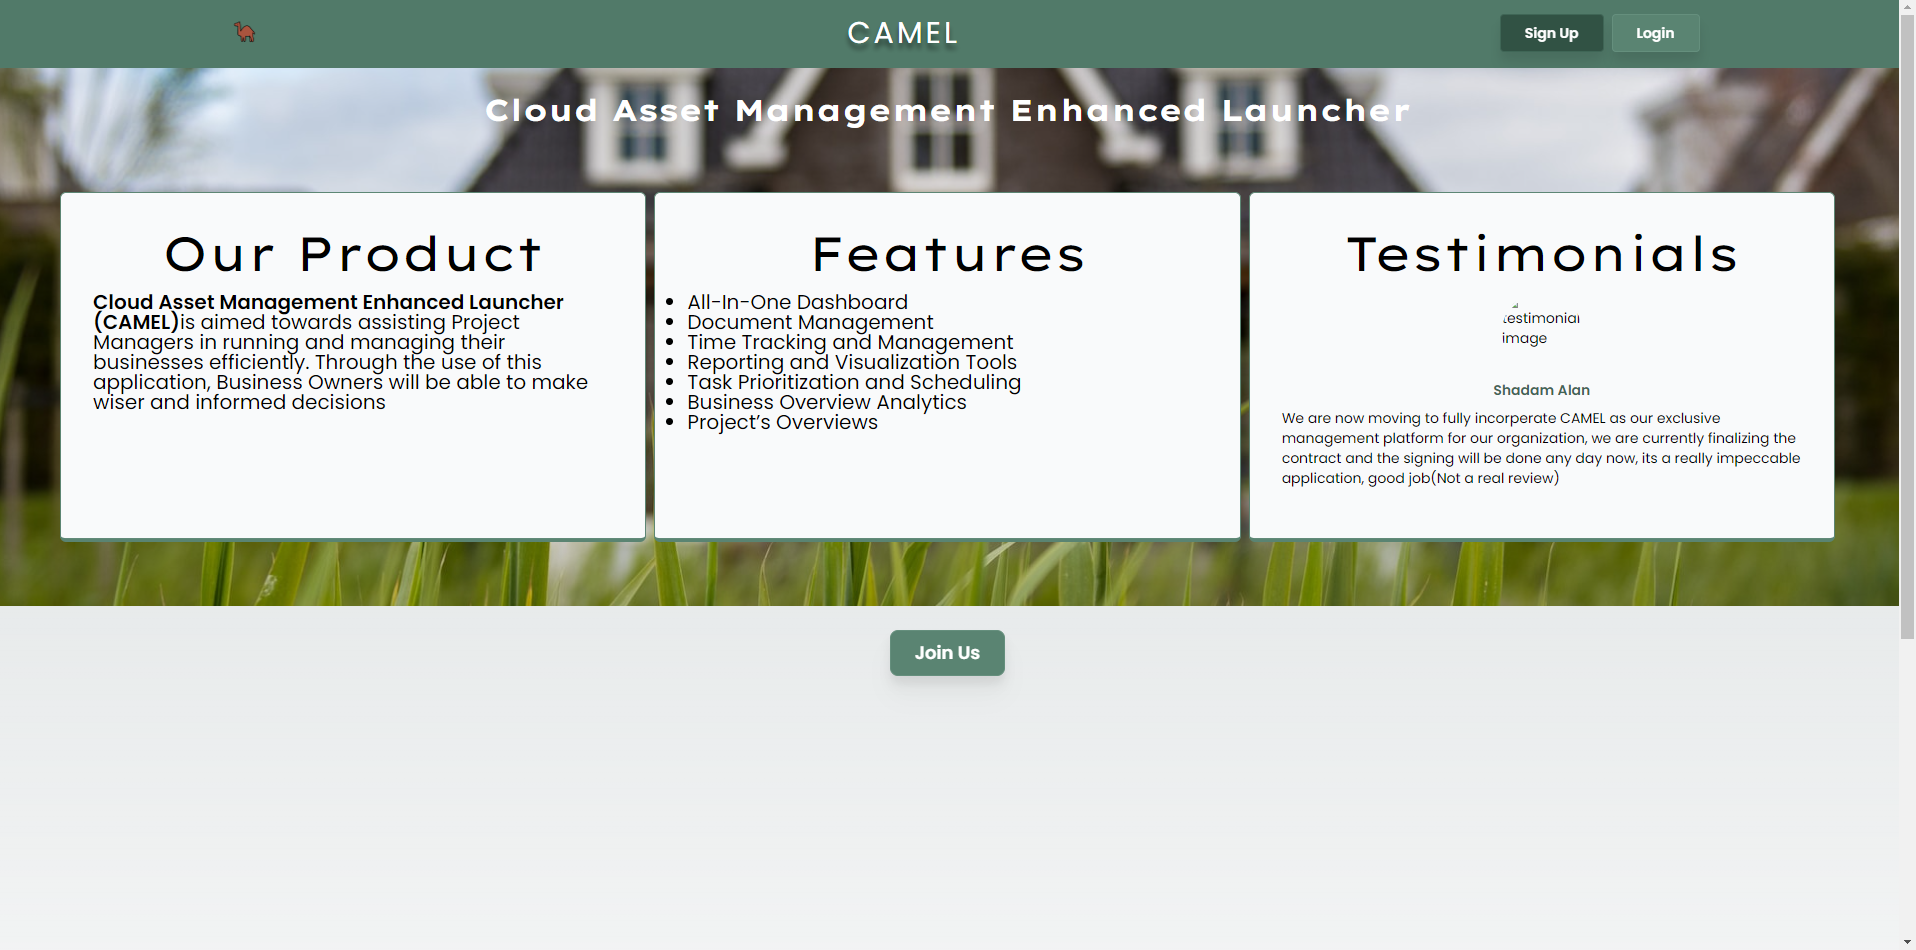 CAMEL
Sign Up
Login
Cloud Asset Management Enhanced Launcher
Our Product
Cloud Asset Management Enhanced Launcher
(CAMEL)is aimed towards assisting Project
Managers in running and managing their
businesses efficiently. Through the use of this
application, Business Owners will be able to make
wiser and informed decisions
Features
All-In-One Dashboard
Document Management
Time Tracking and Management
Reporting and Visualization Tools
Task Prioritization and Scheduling
Business Overview Analytics
Project’s Overviews
Testimonials
testimonial
image
Shadam Alan
We are now moving to fully incorperate CAMEL as our exclusive
management platform for our organization, we are currently finalizing the
contract and the signing will be done any day now, its a really impeccable
application, good job(Not a real review)
Join Us